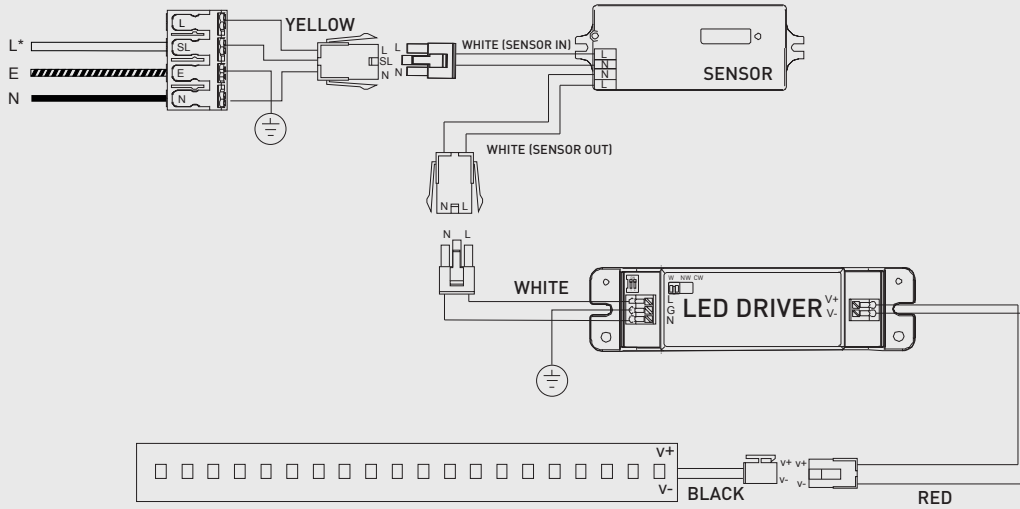 L*
E
N
L
SL
E
N
YELLOW
L
SL
N
L
N
WHITE (SENSOR IN)
L
N
N
L
SENSOR
WHITE (SENSOR OUT)
N L
N L
WHITE
W NW CW
L
G
N
LED DRIVER
V+
V-
V+
V-
BLACK
V+
V-
V+
V-
RED